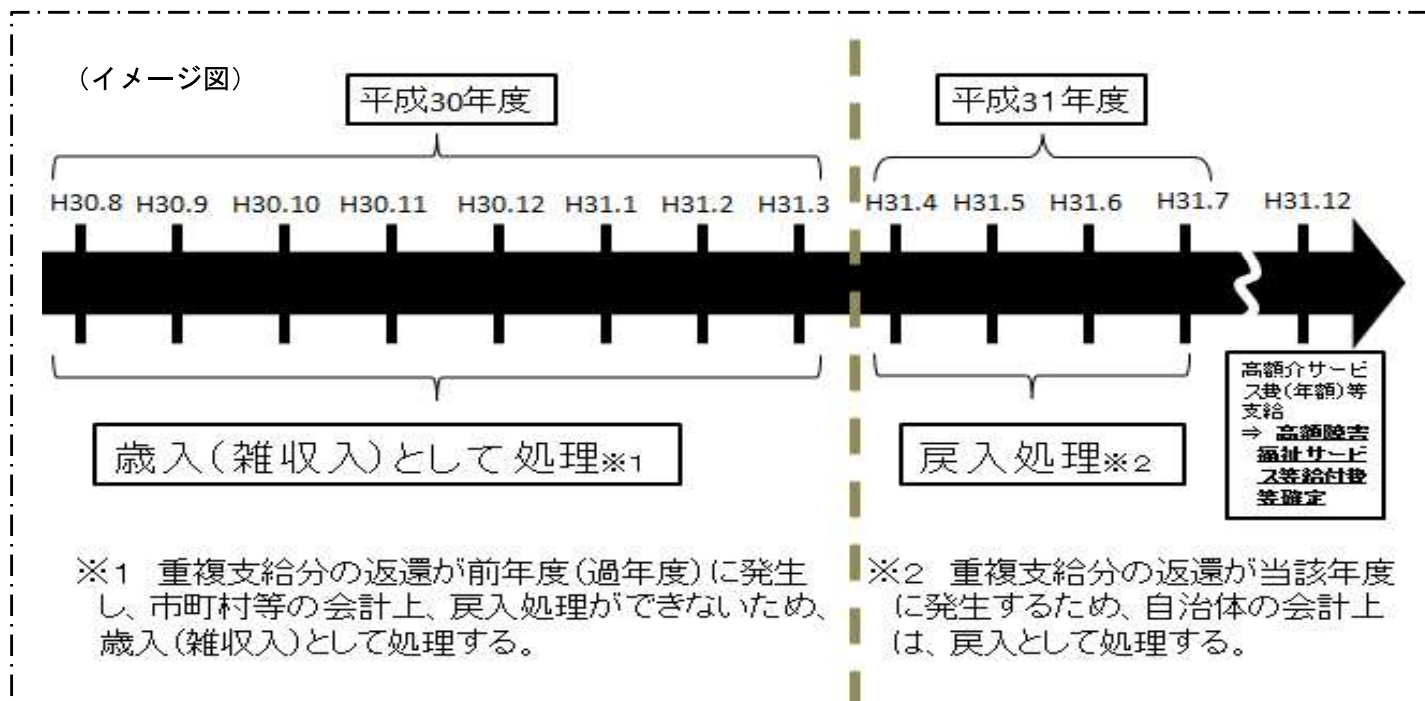 (イメージ図)
平成30年度
平成31年度
H30.8 H30.9 H30.10 H30.11 H30.12 H31.1 H31.2 H31.3 H31.4 H31.5 H31.6 H31.7 H31.12
歳入(雑収入)として処理※1
戻入処理※2
高額介サービ
ス費(年額)等
支給
⇒ 高額障害
福祉サービ
ス等給付費
等確定
※1 重複支給分の返還が前年度(過年度)に発生
し、市町村等の会計上、戻入処理ができないため、
歳入(雑収入)として処理する。
※2 重複支給分の返還が当該年度
に発生するため、自治体の会計上
は、戻入として処理する。